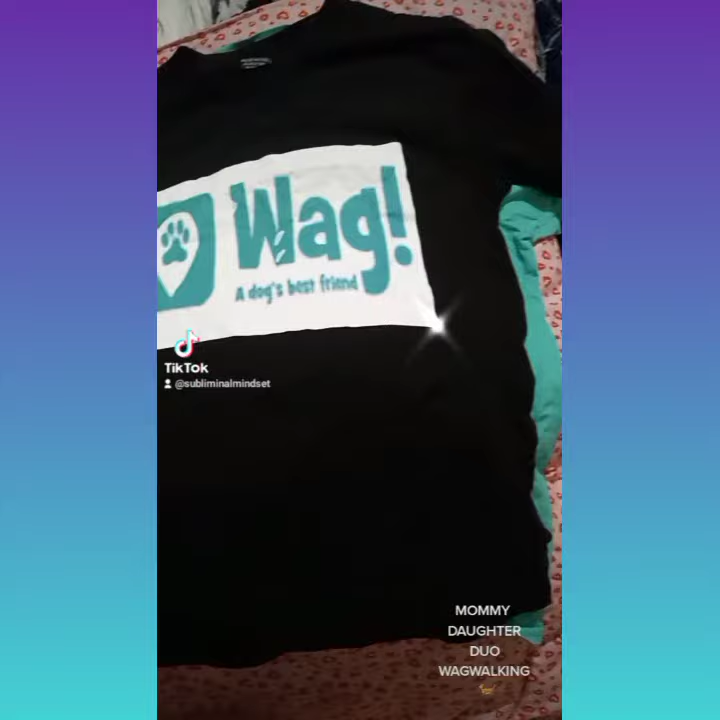 Wag!
A dog's best friend
TikTok
@subliminalmindset
MOMMY
DAUGHTER
DUO
WAGWALKING